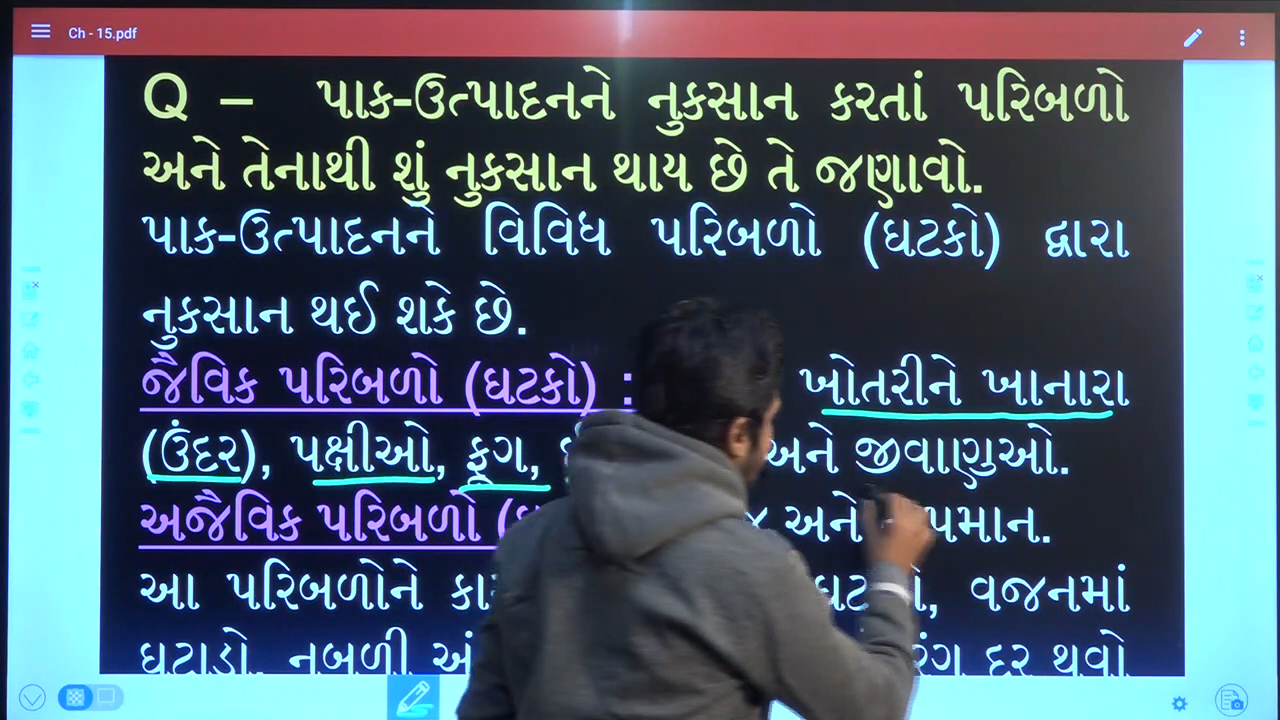 Ch - 15.pdf
Q – પાક-ઉત્પાદનને નુકસાન કરતાં પરિબળો
અને તેનાથી શું નુકસાન થાય છે તે જણાવો.
પાક-ઉત્પાદનને વિવિધ પરિબળો (ઘટકો) દ્વારા
નુકસાન થઈ શકે છે.
જૈવિક પરિબળો (ઘટકો) : ખોતરીને ખાનારા
(ઉંદર), પક્ષીઓ, ફૂગ, અને જીવાણુઓ.
અજૈવિક પરિબળો અને
આ પરિબળોને વજનમાં
ઘટાડો, નબળી રંગ દૂર થવો